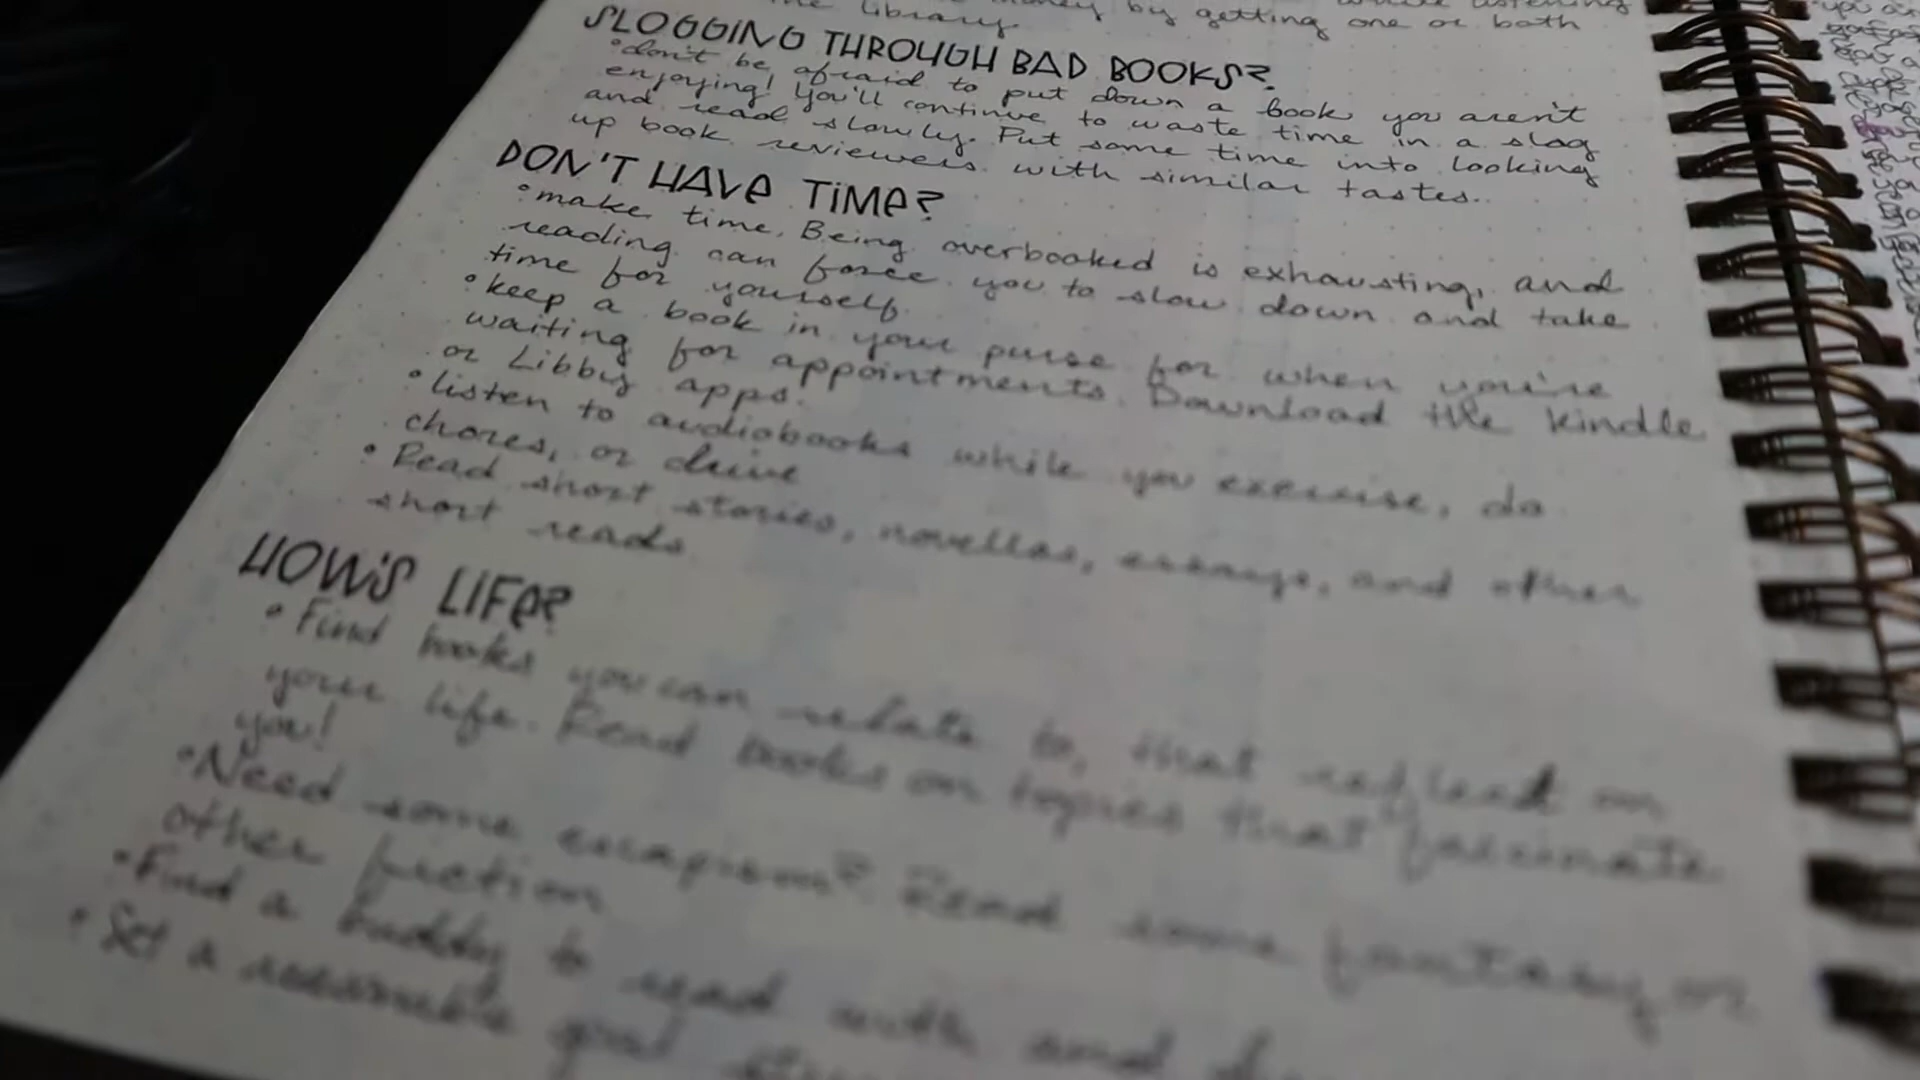 the library. money by getting one or both
SLOGGING THROUGH BAD BOOKS?
•don't be afraid to put down a book you aren't
enjoying! You'll continue to waste time in a slog
and read slowly. Put some time into looking
up book reviewers with similar tastes.
DON'T HAVE TIME?
•make time. Being overbooked is exhausting, and
reading can force you to slow down and take
time for yourself.
•keep a book in your purse for when you're
waiting for appointments. Download the kindle
or Libby apps.
•listen to audiobooks while you exercise, do
chores, or drive
•Read short stories, novellas, essays, and other
short reads
HOW'S LIFE?
•Find books you can relate to, that reflect on
your life. Read books on topics that fascinate
you!
•Need some escapism? Read some fantasy or
other fiction
•Find a buddy to read with and
•Set a reasonable goal